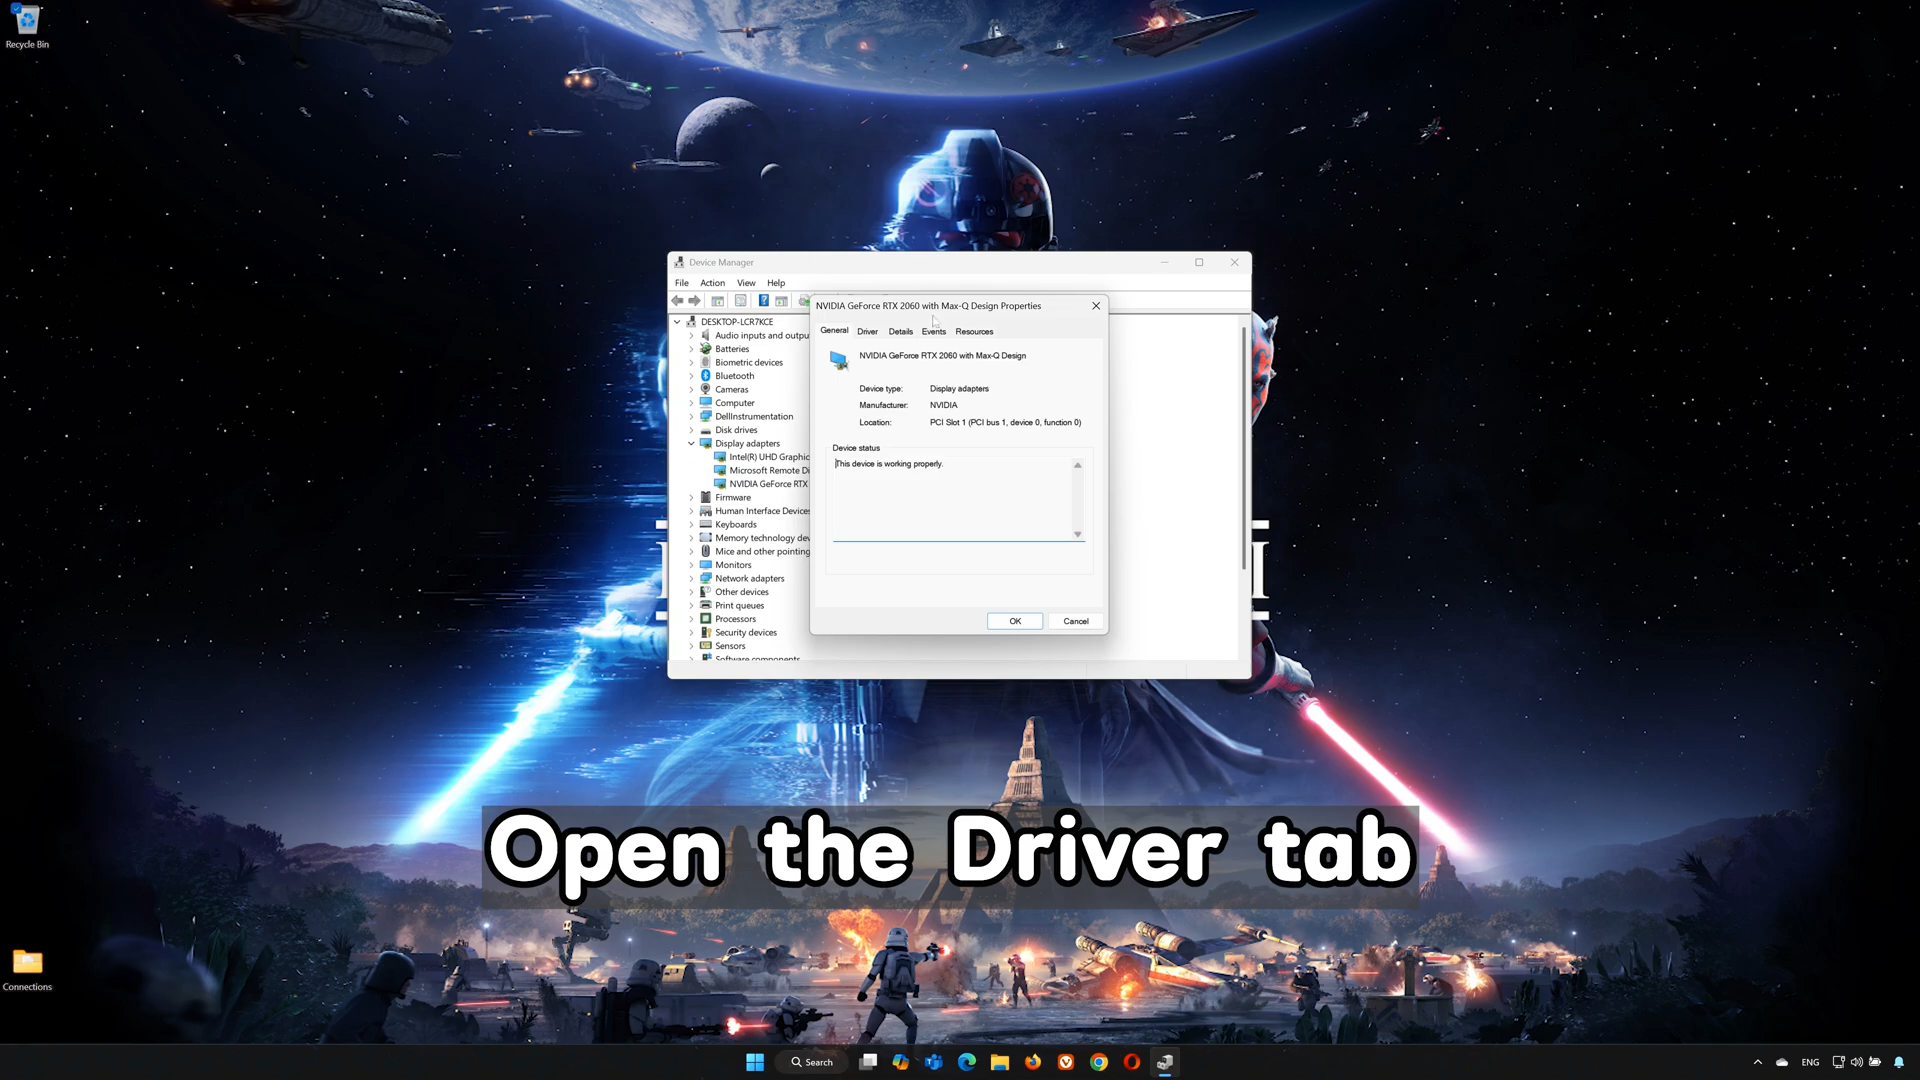 Recycle Bin
Device Manager
File Action View Help
NVIDIA GeForce RTX 2060 with Max-Q Design Properties
General Driver Details Events Resources
NVIDIA GeForce RTX 2060 with Max-Q Design
Device type: Display adapters
Manufacturer: NVIDIA
Location: PCI Slot 1 (PCI bus 1, device 0, function 0)
Device status
This device is working properly.
OK Cancel
DESKTOP-LCR7KCE
Audio inputs and outpu
Batteries
Biometric devices
Bluetooth
Cameras
Computer
DellInstrumentation
Disk drives
Display adapters
Intel(R) UHD Graphic
Microsoft Remote Di
NVIDIA GeForce RTX
Firmware
Human Interface Devices
Keyboards
Memory technology dev
Mice and other pointing
Monitors
Network adapters
Other devices
Print queues
Processors
Security devices
Sensors
Software components
Open the Driver tab
Connections
Search
ENG